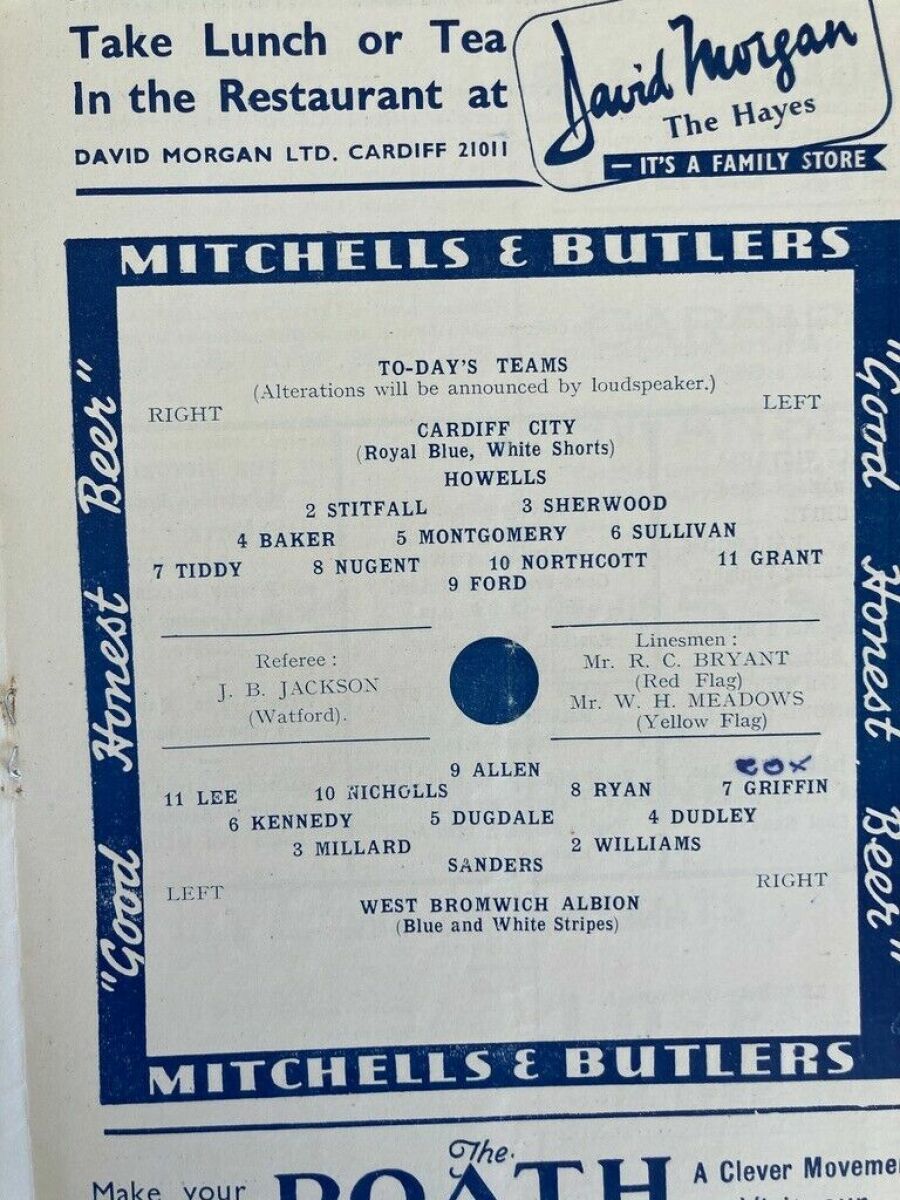 Take Lunch or Tea
In the Restaurant at
DAVID MORGAN LTD. CARDIFF 21011
David Morgan
The Hayes
— IT'S A FAMILY STORE
MITCHELLS & BUTLERS
"Good Honest Beer"
TO-DAY'S TEAMS
(Alterations will be announced by loudspeaker.)
RIGHT LEFT
CARDIFF CITY
(Royal Blue, White Shorts)
HOWELLS
2 STITFALL 3 SHERWOOD
4 BAKER 5 MONTGOMERY 6 SULLIVAN
7 TIDDY 8 NUGENT 10 NORTHCOTT 11 GRANT
9 FORD
Referee :
J. B. JACKSON
(Watford).
Linesmen :
Mr. R. C. BRYANT
(Red Flag)
Mr. W. H. MEADOWS
(Yellow Flag)
9 ALLEN
COX
11 LEE 10 NICHOLLS 8 RYAN 7 GRIFFIN
6 KENNEDY 5 DUGDALE 4 DUDLEY
3 MILLARD 2 WILLIAMS
SANDERS
LEFT RIGHT
WEST BROMWICH ALBION
(Blue and White Stripes)
"Good Honest Beer"
MITCHELLS & BUTLERS
The
Make your ROATH A Clever Moveme